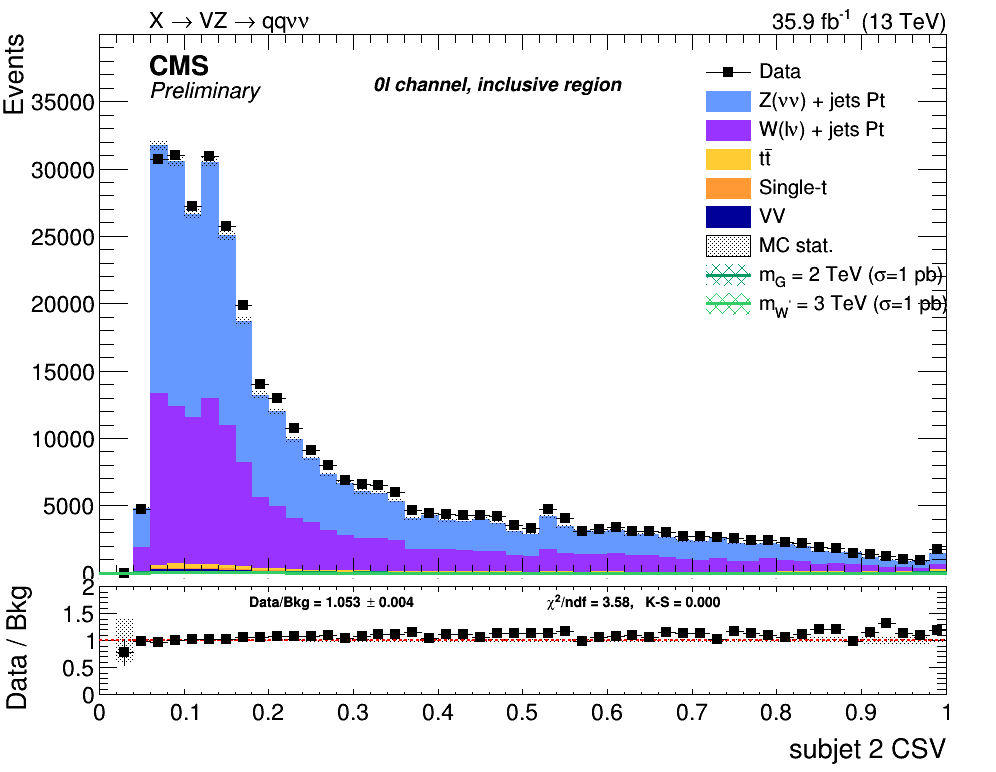 X → VZ → qqνν
35.9 fb⁻¹ (13 TeV)
Events
CMS
Preliminary
0l channel, inclusive region
Data
Z(νν) + jets Pt
W(lν) + jets Pt
tt̄
Single-t
VV
MC stat.
m_G = 2 TeV (σ=1 pb)
m_W' = 3 TeV (σ=1 pb)
35000
30000
25000
20000
15000
10000
5000
0
Data / Bkg
Data/Bkg = 1.053 ± 0.004
χ²/ndf = 3.58, K-S = 0.000
2
1.5
1
0.5
0
0 0.1 0.2 0.3 0.4 0.5 0.6 0.7 0.8 0.9 1
subjet 2 CSV